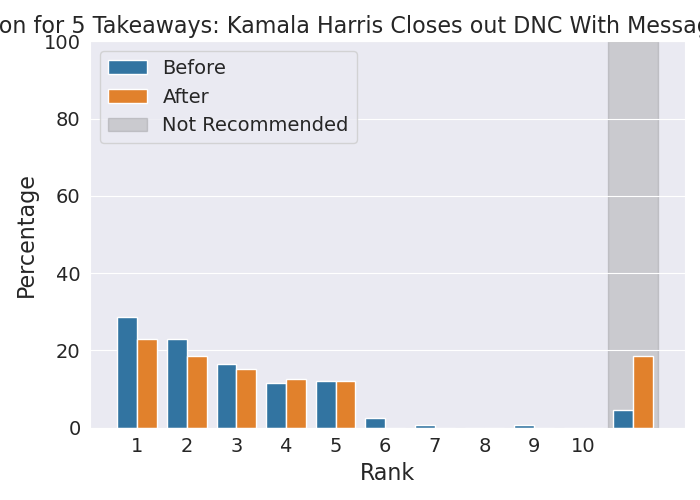 on for 5 Takeaways: Kamala Harris Closes out DNC With Messag
100
80
60
40
20
0
Percentage
Before
After
Not Recommended
1 2 3 4 5 6 7 8 9 10
Rank